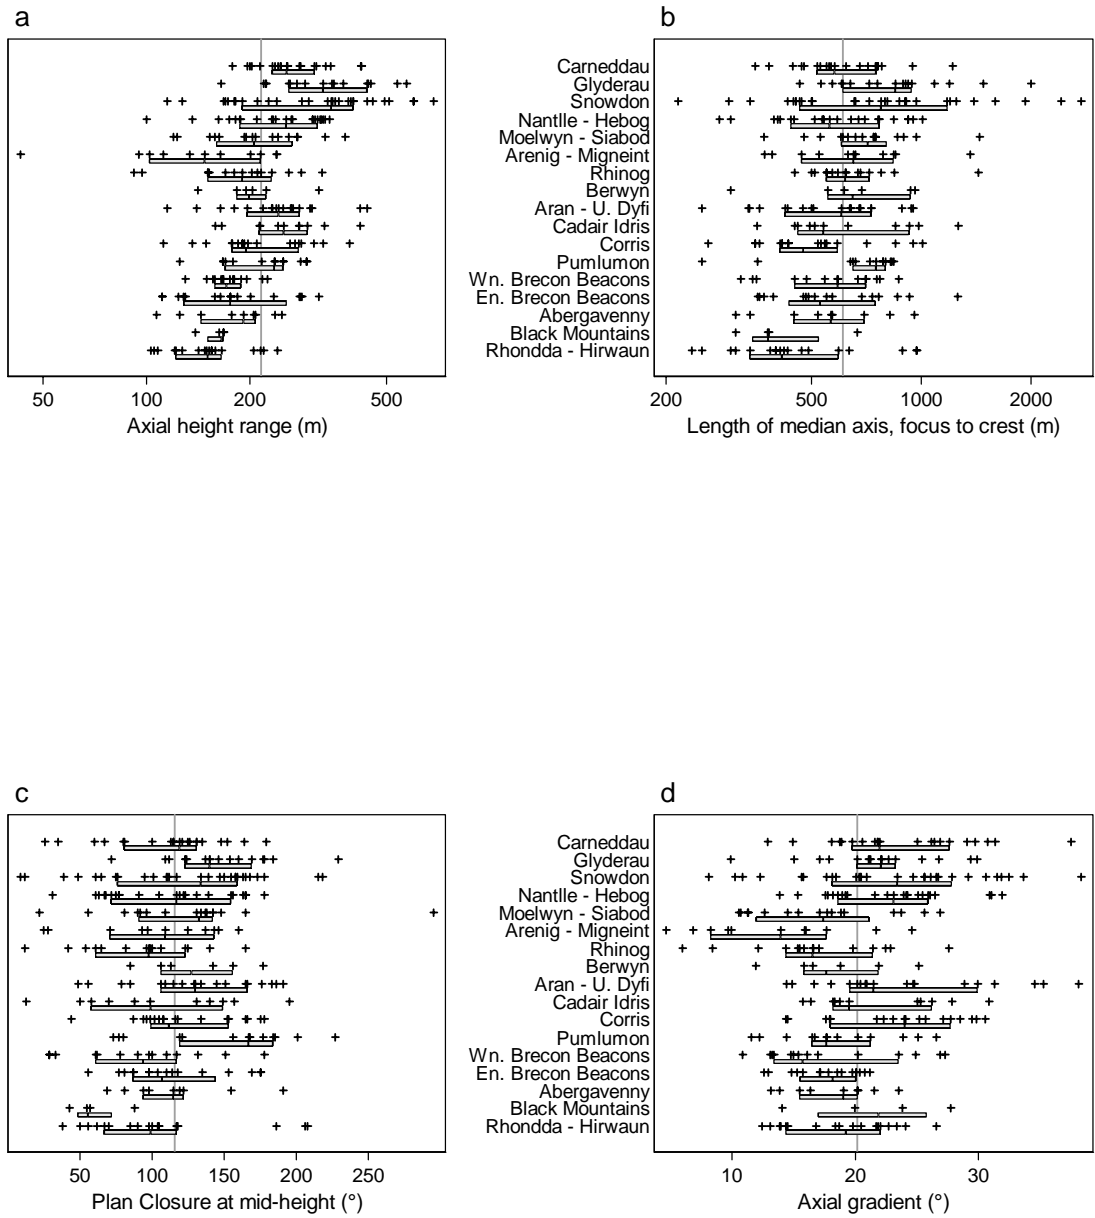 a
b
Carneddau
Glyderau
Snowdon
Nantlle - Hebog
Moelwyn - Siabod
Arenig - Migneint
Rhinog
Berwyn
Aran - U. Dyfi
Cadair Idris
Corris
Pumlumon
Wn. Brecon Beacons
En. Brecon Beacons
Abergavenny
Black Mountains
Rhondda - Hirwaun
50 100 200 500
Axial height range (m)
200 500 1000 2000
Length of median axis, focus to crest (m)
c
d
Carneddau
Glyderau
Snowdon
Nantlle - Hebog
Moelwyn - Siabod
Arenig - Migneint
Rhinog
Berwyn
Aran - U. Dyfi
Cadair Idris
Corris
Pumlumon
Wn. Brecon Beacons
En. Brecon Beacons
Abergavenny
Black Mountains
Rhondda - Hirwaun
50 100 150 200 250
Plan Closure at mid-height (°)
10 20 30
Axial gradient (°)